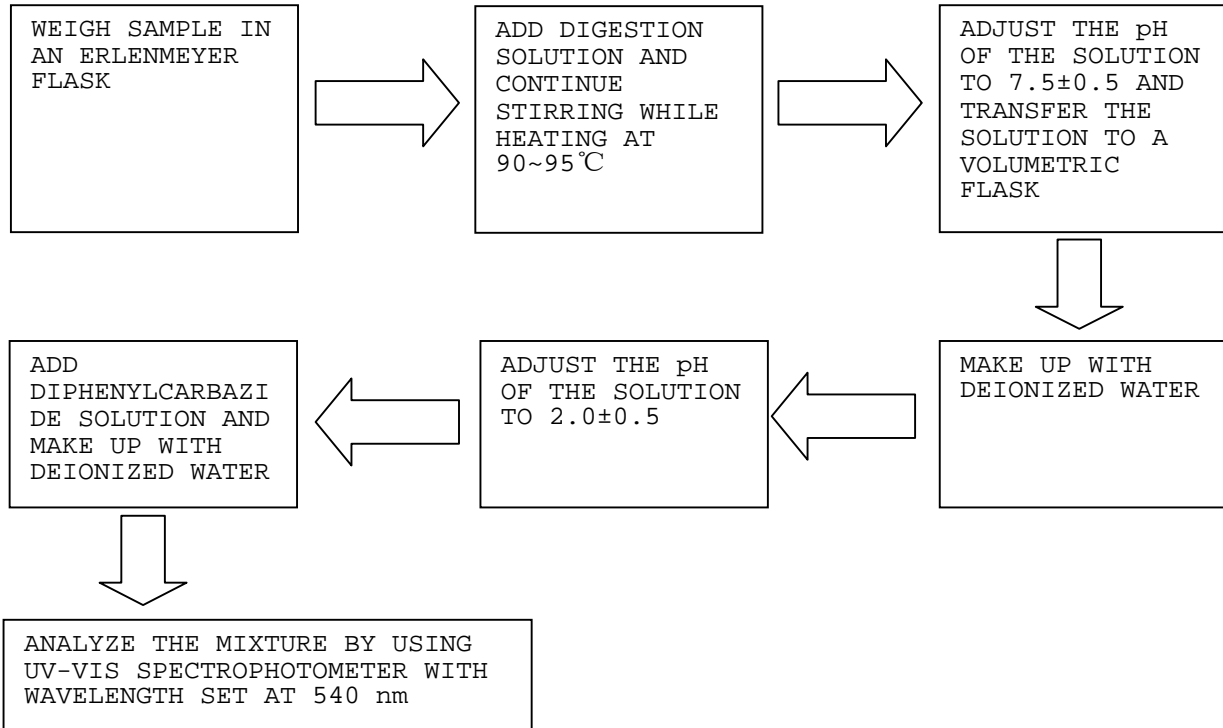 WEIGH SAMPLE IN
AN ERLENMEYER
FLASK
ADD DIGESTION
SOLUTION AND
CONTINUE
STIRRING WHILE
HEATING AT
90~95℃
ADJUST THE pH
OF THE SOLUTION
TO 7.5±0.5 AND
TRANSFER THE
SOLUTION TO A
VOLUMETRIC
FLASK
MAKE UP WITH
DEIONIZED WATER
ADJUST THE pH
OF THE SOLUTION
TO 2.0±0.5
ADD
DIPHENYLCARBAZI
DE SOLUTION AND
MAKE UP WITH
DEIONIZED WATER
ANALYZE THE MIXTURE BY USING
UV-VIS SPECTROPHOTOMETER WITH
WAVELENGTH SET AT 540 nm